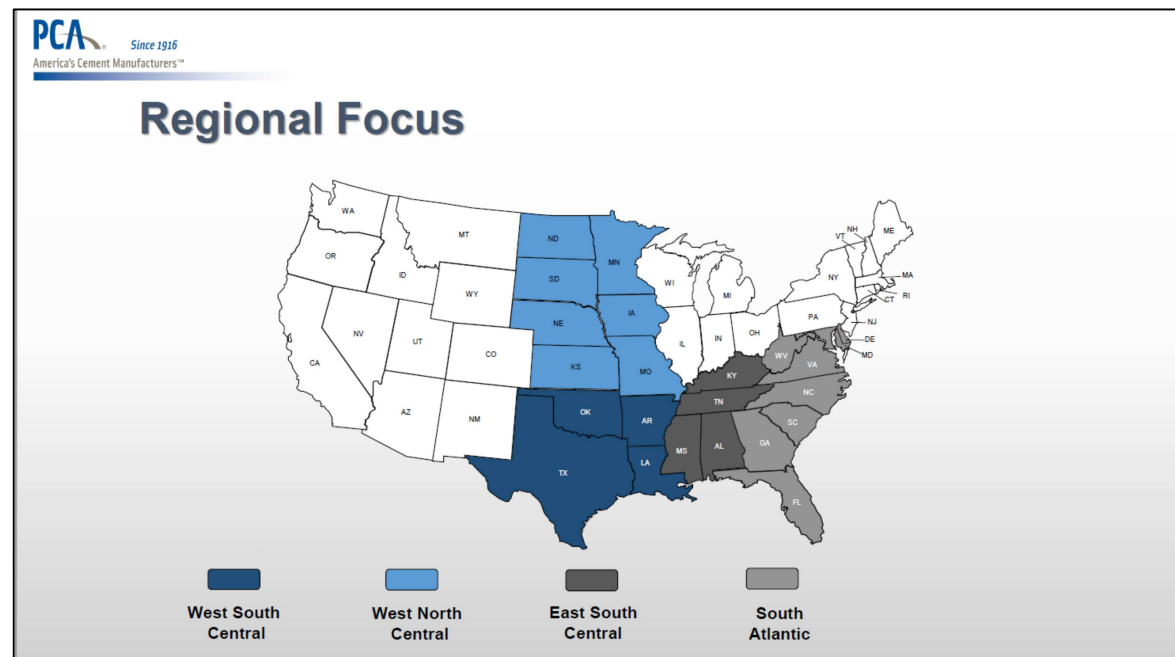 PCA® Since 1916
America's Cement Manufacturers™
Regional Focus
WA
OR
CA
NV
ID
MT
WY
UT
CO
AZ
NM
ND
SD
NE
KS
MN
IA
MO
OK
TX
AR
LA
WI
MI
IL
IN
OH
KY
TN
MS
AL
WV
VA
NC
SC
GA
FL
PA
NY
VT
NH
ME
MA
RI
CT
NJ
DE
MD
West South
Central
West North
Central
East South
Central
South
Atlantic